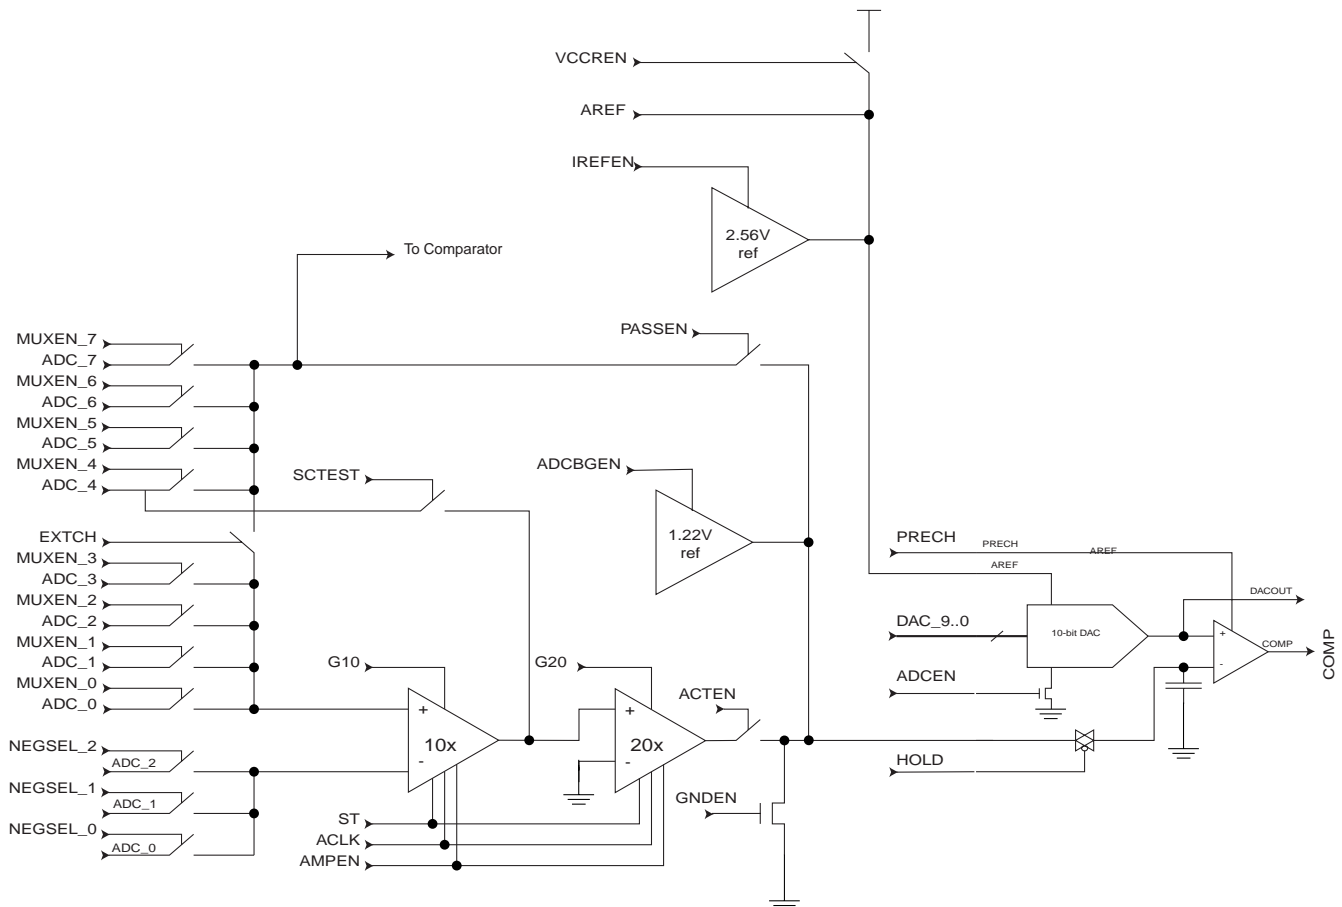 VCCREN
AREF
IREFEN
2.56V
ref
To Comparator
PASSEN
MUXEN_7
ADC_7
MUXEN_6
ADC_6
MUXEN_5
ADC_5
MUXEN_4
ADC_4
SCTEST
ADCBGEN
1.22V
ref
EXTCH
MUXEN_3
ADC_3
MUXEN_2
ADC_2
MUXEN_1
ADC_1
MUXEN_0
ADC_0
PRECH
PRECH
AREF
AREF
DACOUT
DAC_9..0
10-bit DAC
+
-
COMP
COMP
ADCEN
G10
G20
ACTEN
+
10x
-
+
20x
-
HOLD
NEGSEL_2
ADC_2
NEGSEL_1
ADC_1
NEGSEL_0
ADC_0
GNDEN
ST
ACLK
AMPEN